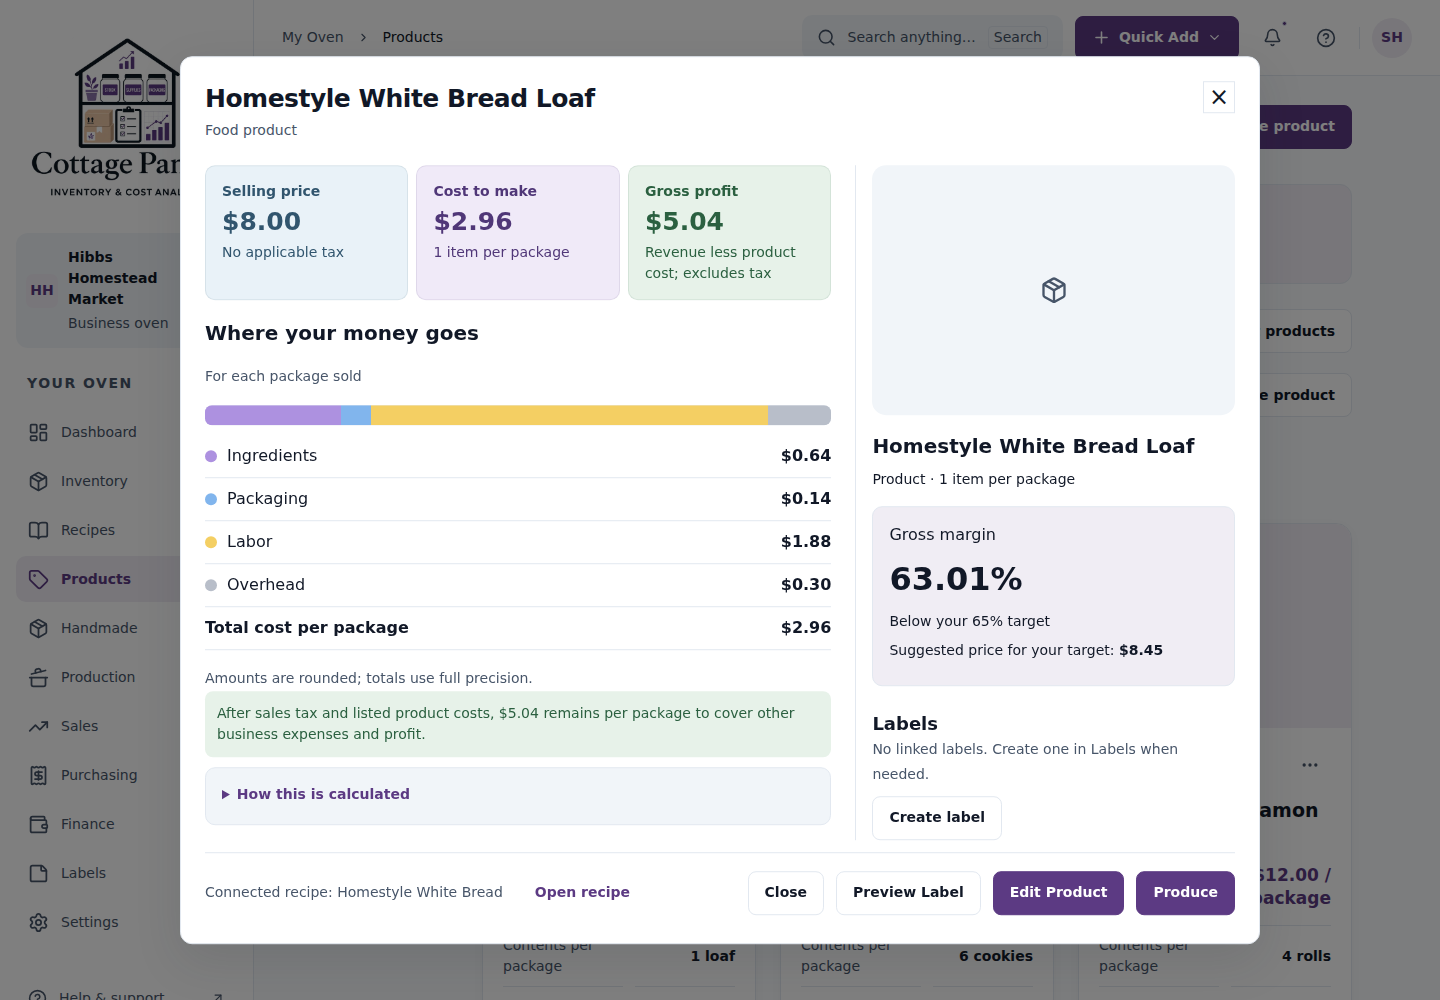 My Oven
Products
Search anything...
Search
Quick Add
SH
Cottage Pan
INVENTORY & COST ANAL
Hibbs
Homestead
Market
HH
Business oven
YOUR OVEN
Dashboard
Inventory
Recipes
Products
Handmade
Production
Sales
Purchasing
Finance
Labels
Settings
Help & support
Homestyle White Bread Loaf
Food product
Selling price
$8.00
No applicable tax
Cost to make
$2.96
1 item per package
Gross profit
$5.04
Revenue less product
cost; excludes tax
Where your money goes
For each package sold
Ingredients $0.64
Packaging $0.14
Labor $1.88
Overhead $0.30
Total cost per package $2.96
Amounts are rounded; totals use full precision.
After sales tax and listed product costs, $5.04 remains per package to cover other
business expenses and profit.
How this is calculated
Homestyle White Bread Loaf
Product · 1 item per package
Gross margin
63.01%
Below your 65% target
Suggested price for your target: $8.45
Labels
No linked labels. Create one in Labels when
needed.
Create label
Connected recipe: Homestyle White Bread
Open recipe
Close
Preview Label
Edit Product
Produce
e product
products
e product
amon
$12.00 /
package
Contents per
package
1 loaf
Contents per
package
6 cookies
Contents per
package
4 rolls